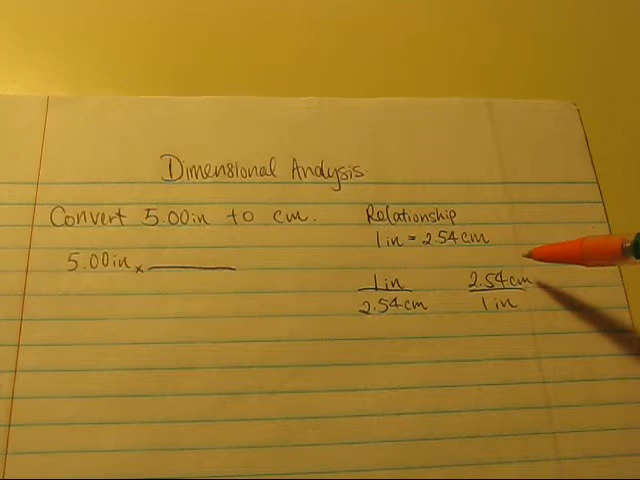 Dimensional Analysis
Convert 5.00in to cm.
5.00in x ________
Relationship
1in = 2.54cm
1in
2.54cm
2.54cm
1in